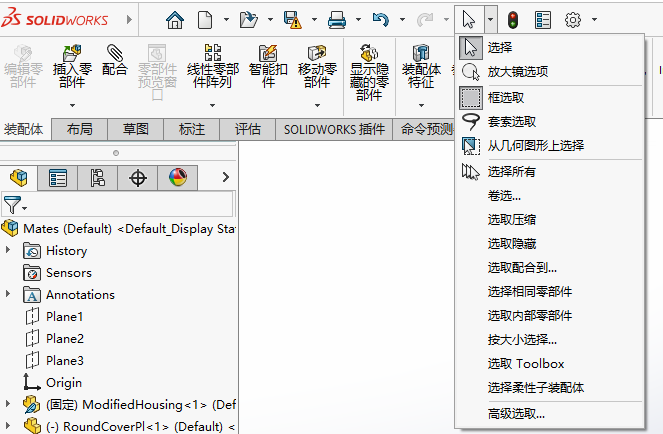 SOLIDWORKS
编辑零部件
插入零部件
配合
零部件预览窗口
线性零部件阵列
智能扣件
移动零部件
显示隐藏的零部件
装配体特征
装配体
布局
草图
标注
评估
SOLIDWORKS 插件
命令预测
Mates (Default) <Default_Display Sta
History
Sensors
Annotations
Plane1
Plane2
Plane3
Origin
(固定) ModifiedHousing<1> (Def
(-) RoundCoverPl<1> (Default) <
选择
放大镜选项
框选取
套索选取
从几何图形上选择
选择所有
卷选...
选取压缩
选取隐藏
选取配合到...
选择相同零部件
选取内部零部件
按大小选择...
选取 Toolbox
选择柔性子装配体
高级选取...